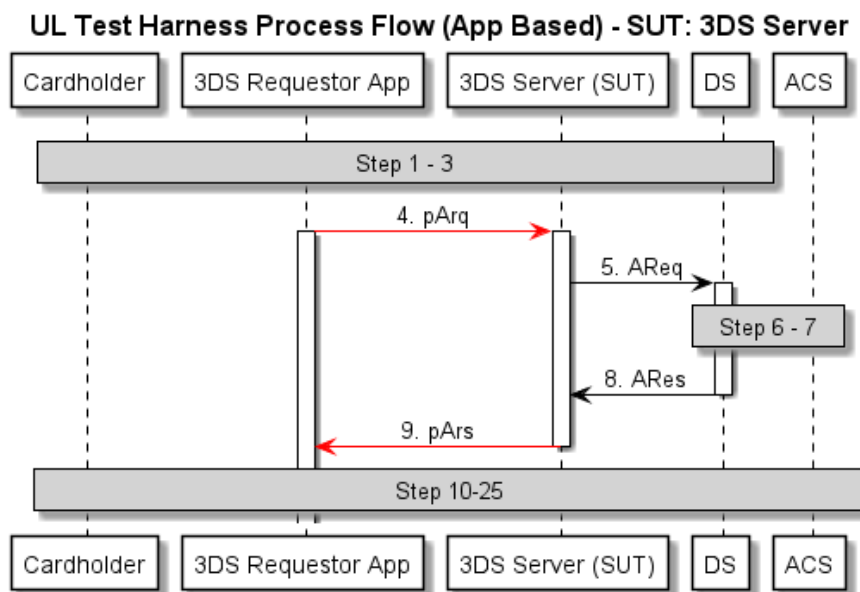 UL Test Harness Process Flow (App Based) - SUT: 3DS Server
Cardholder 3DS Requestor App 3DS Server (SUT) DS ACS
Step 1 - 3
4. pArq
5. AReq
Step 6 - 7
8. ARes
9. pArs
Step 10-25
Cardholder 3DS Requestor App 3DS Server (SUT) DS ACS